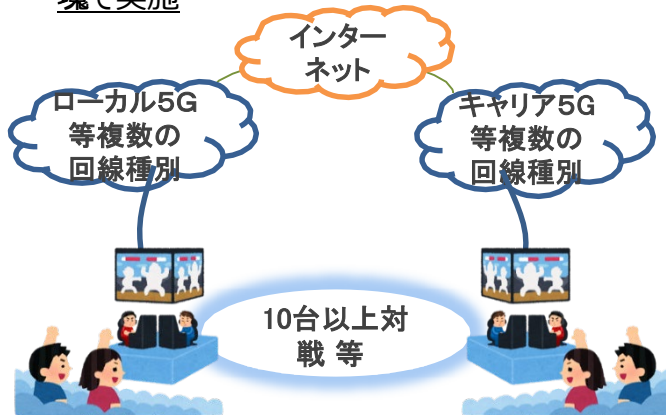 境で実施
インター
ネット
ローカル5G
等複数の
回線種別
キャリア5G
等複数の
回線種別
10台以上対
戦 等